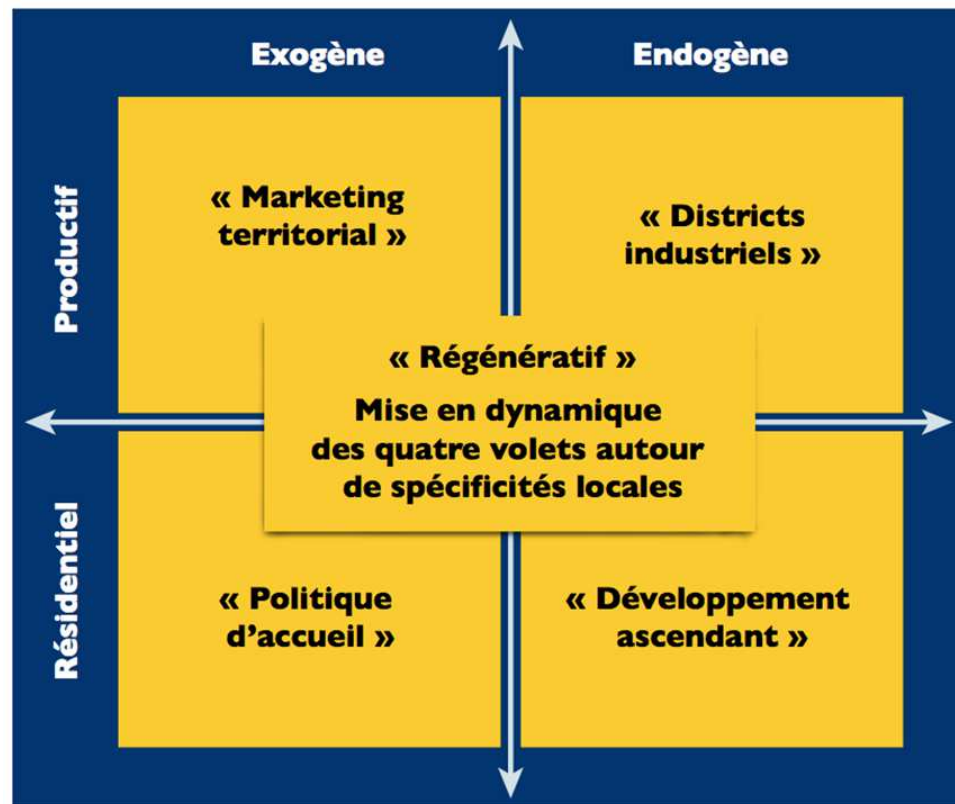 Exogène
Endogène
Productif
« Marketing
territorial »
« Districts
industriels »
« Régénératif »
Mise en dynamique
des quatre volets autour
de spécificités locales
Résidentiel
« Politique
d’accueil »
« Développement
ascendant »